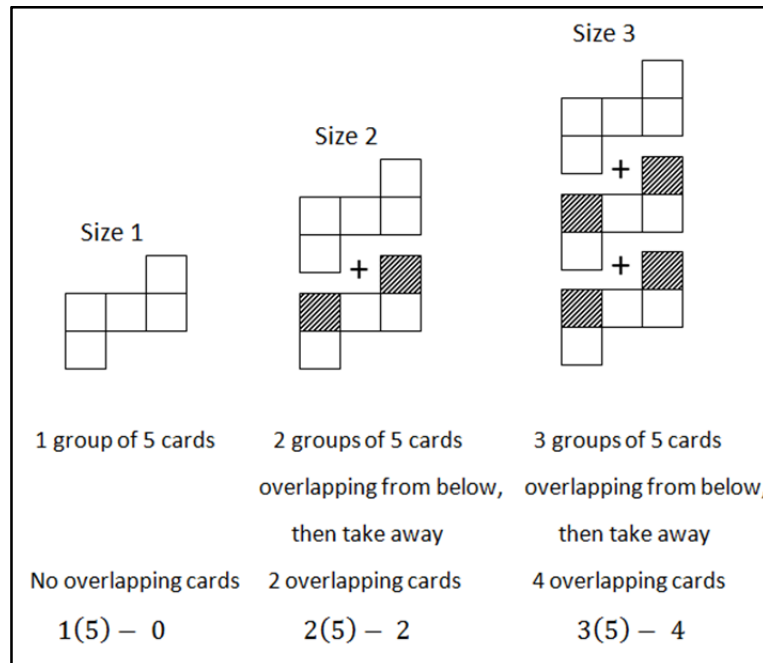 Size 3
Size 2
Size 1
+
+
+
1 group of 5 cards
2 groups of 5 cards
3 groups of 5 cards
overlapping from below,
overlapping from below,
then take away
then take away
No overlapping cards
2 overlapping cards
4 overlapping cards
1(5) − 0
2(5) − 2
3(5) − 4